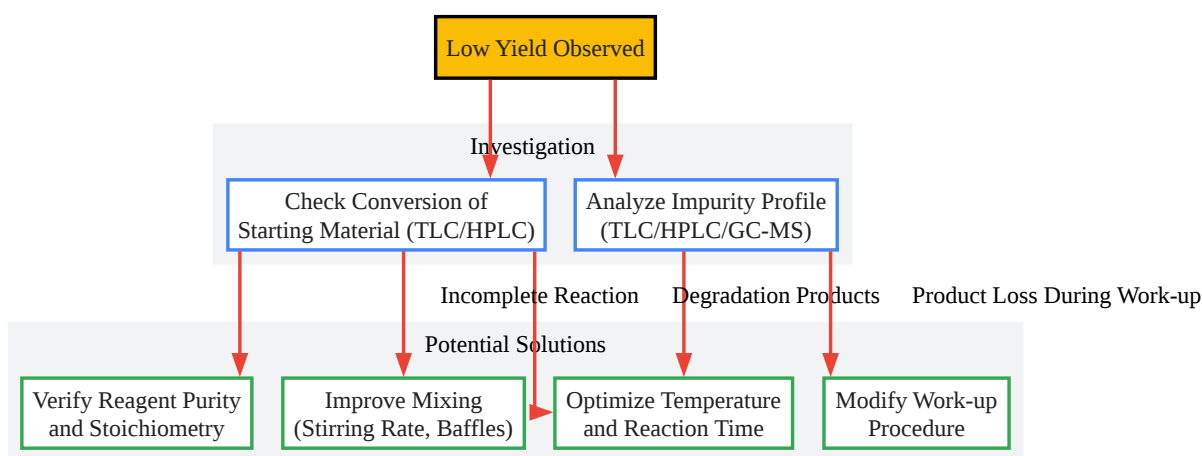 Low Yield Observed
Investigation
Check Conversion of
Starting Material (TLC/HPLC)
Analyze Impurity Profile
(TLC/HPLC/GC-MS)
Incomplete Reaction
Degradation Products
Product Loss During Work-up
Potential Solutions
Verify Reagent Purity
and Stoichiometry
Improve Mixing
(Stirring Rate, Baffles)
Optimize Temperature
and Reaction Time
Modify Work-up
Procedure